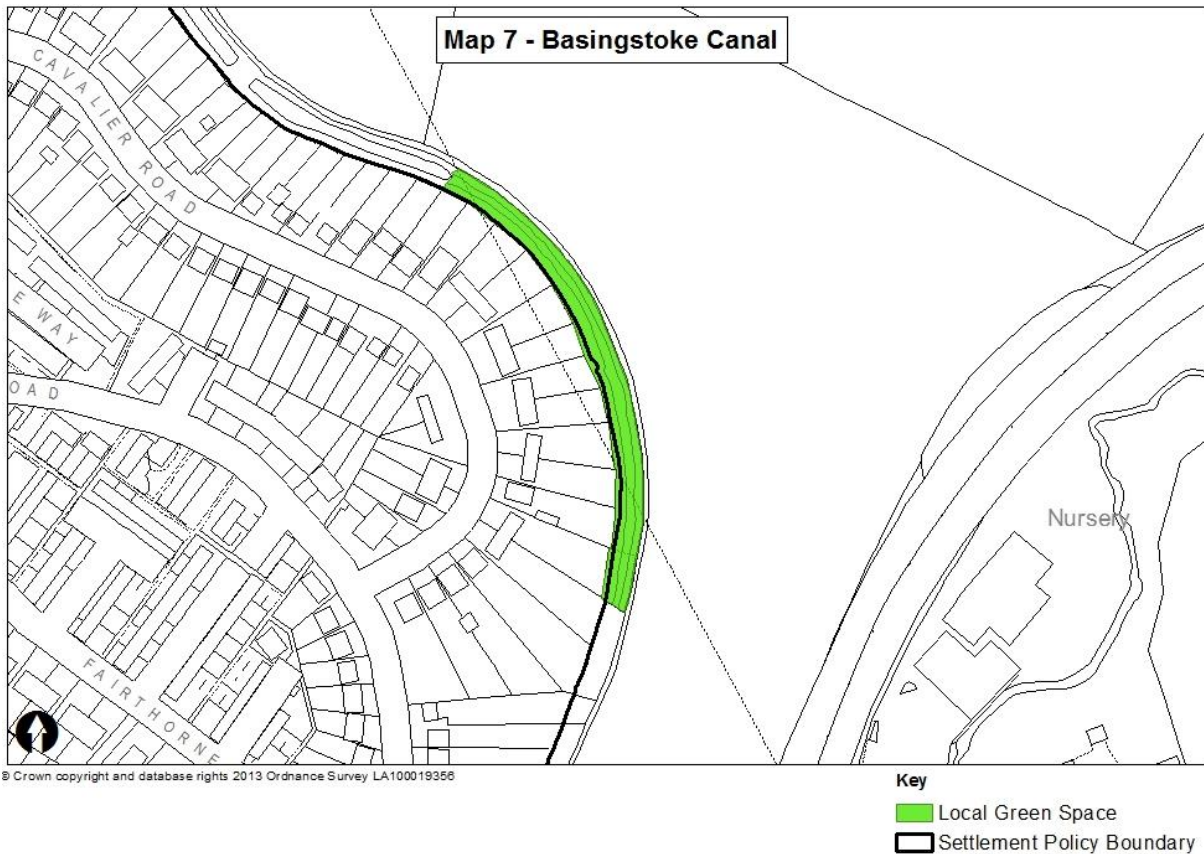 Map 7 - Basingstoke Canal
CAVALIER ROAD
E WAY
OAD
Nursery
FAIRTHORNE
© Crown copyright and database rights 2013 Ordnance Survey LA100019356
Key
Local Green Space
Settlement Policy Boundary